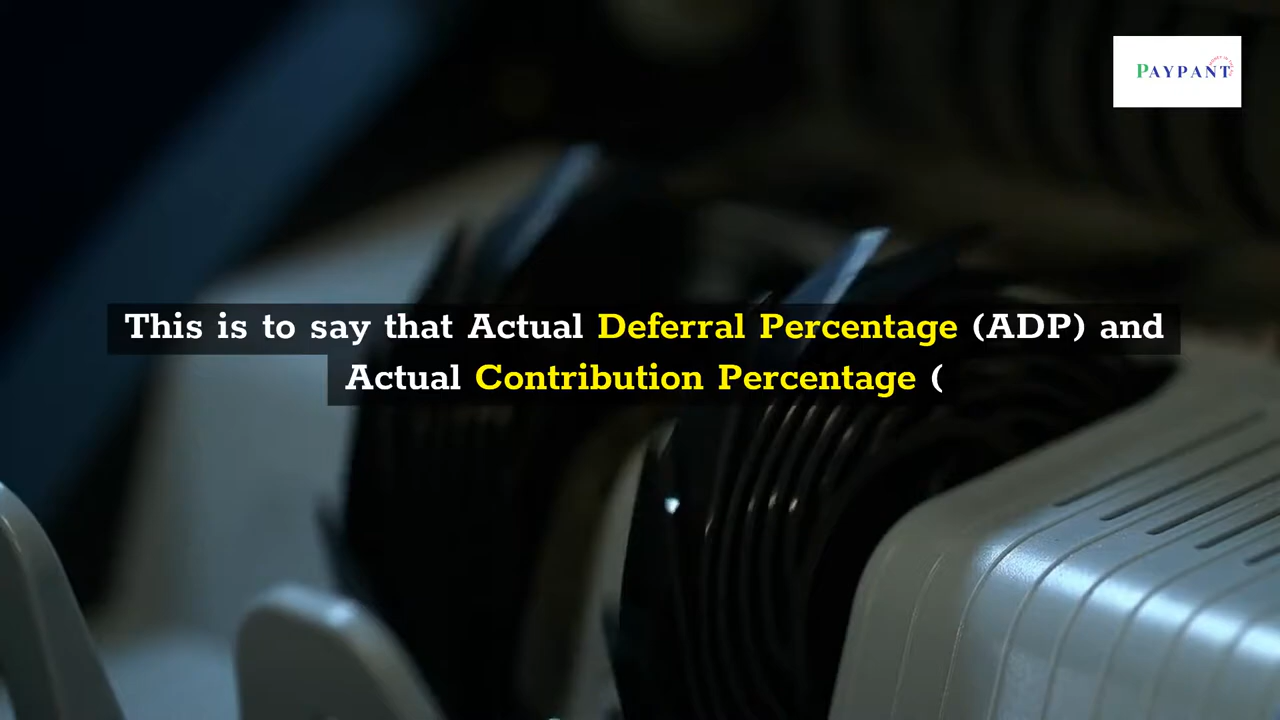 PAYPANT
This is to say that Actual Deferral Percentage (ADP) and
Actual Contribution Percentage (